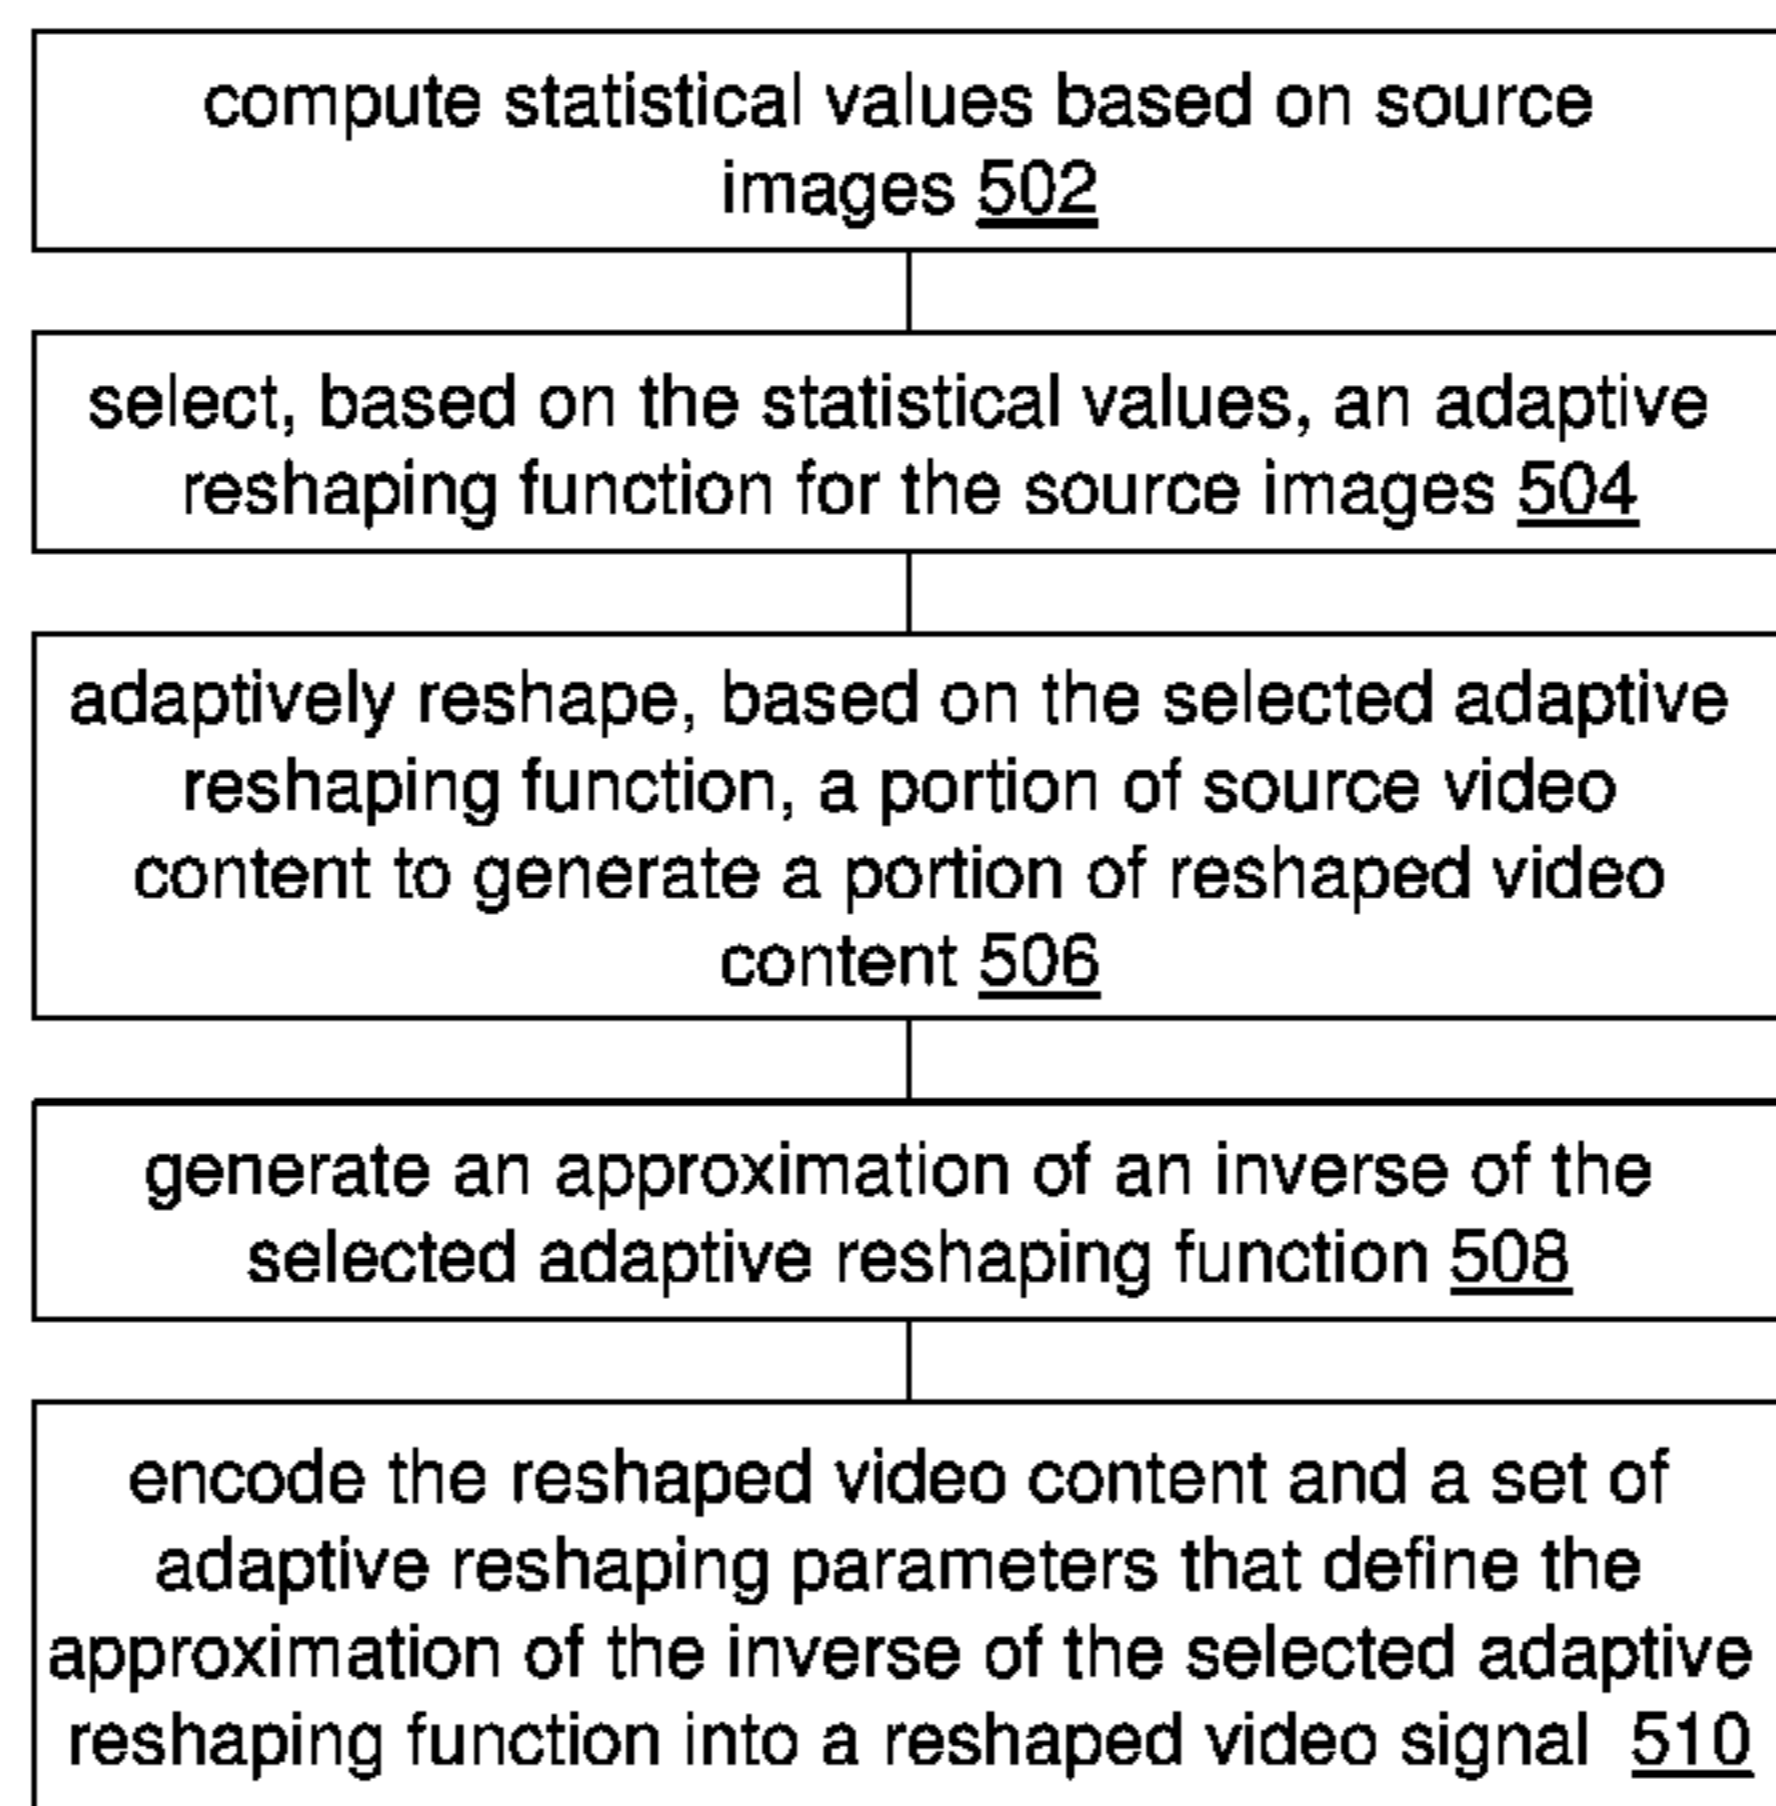 compute statistical values based on source
images 502
select, based on the statistical values, an adaptive
reshaping function for the source images 504
adaptively reshape, based on the selected adaptive
reshaping function, a portion of source video
content to generate a portion of reshaped video
content 506
generate an approximation of an inverse of the
selected adaptive reshaping function 508
encode the reshaped video content and a set of
adaptive reshaping parameters that define the
approximation of the inverse of the selected adaptive
reshaping function into a reshaped video signal 510